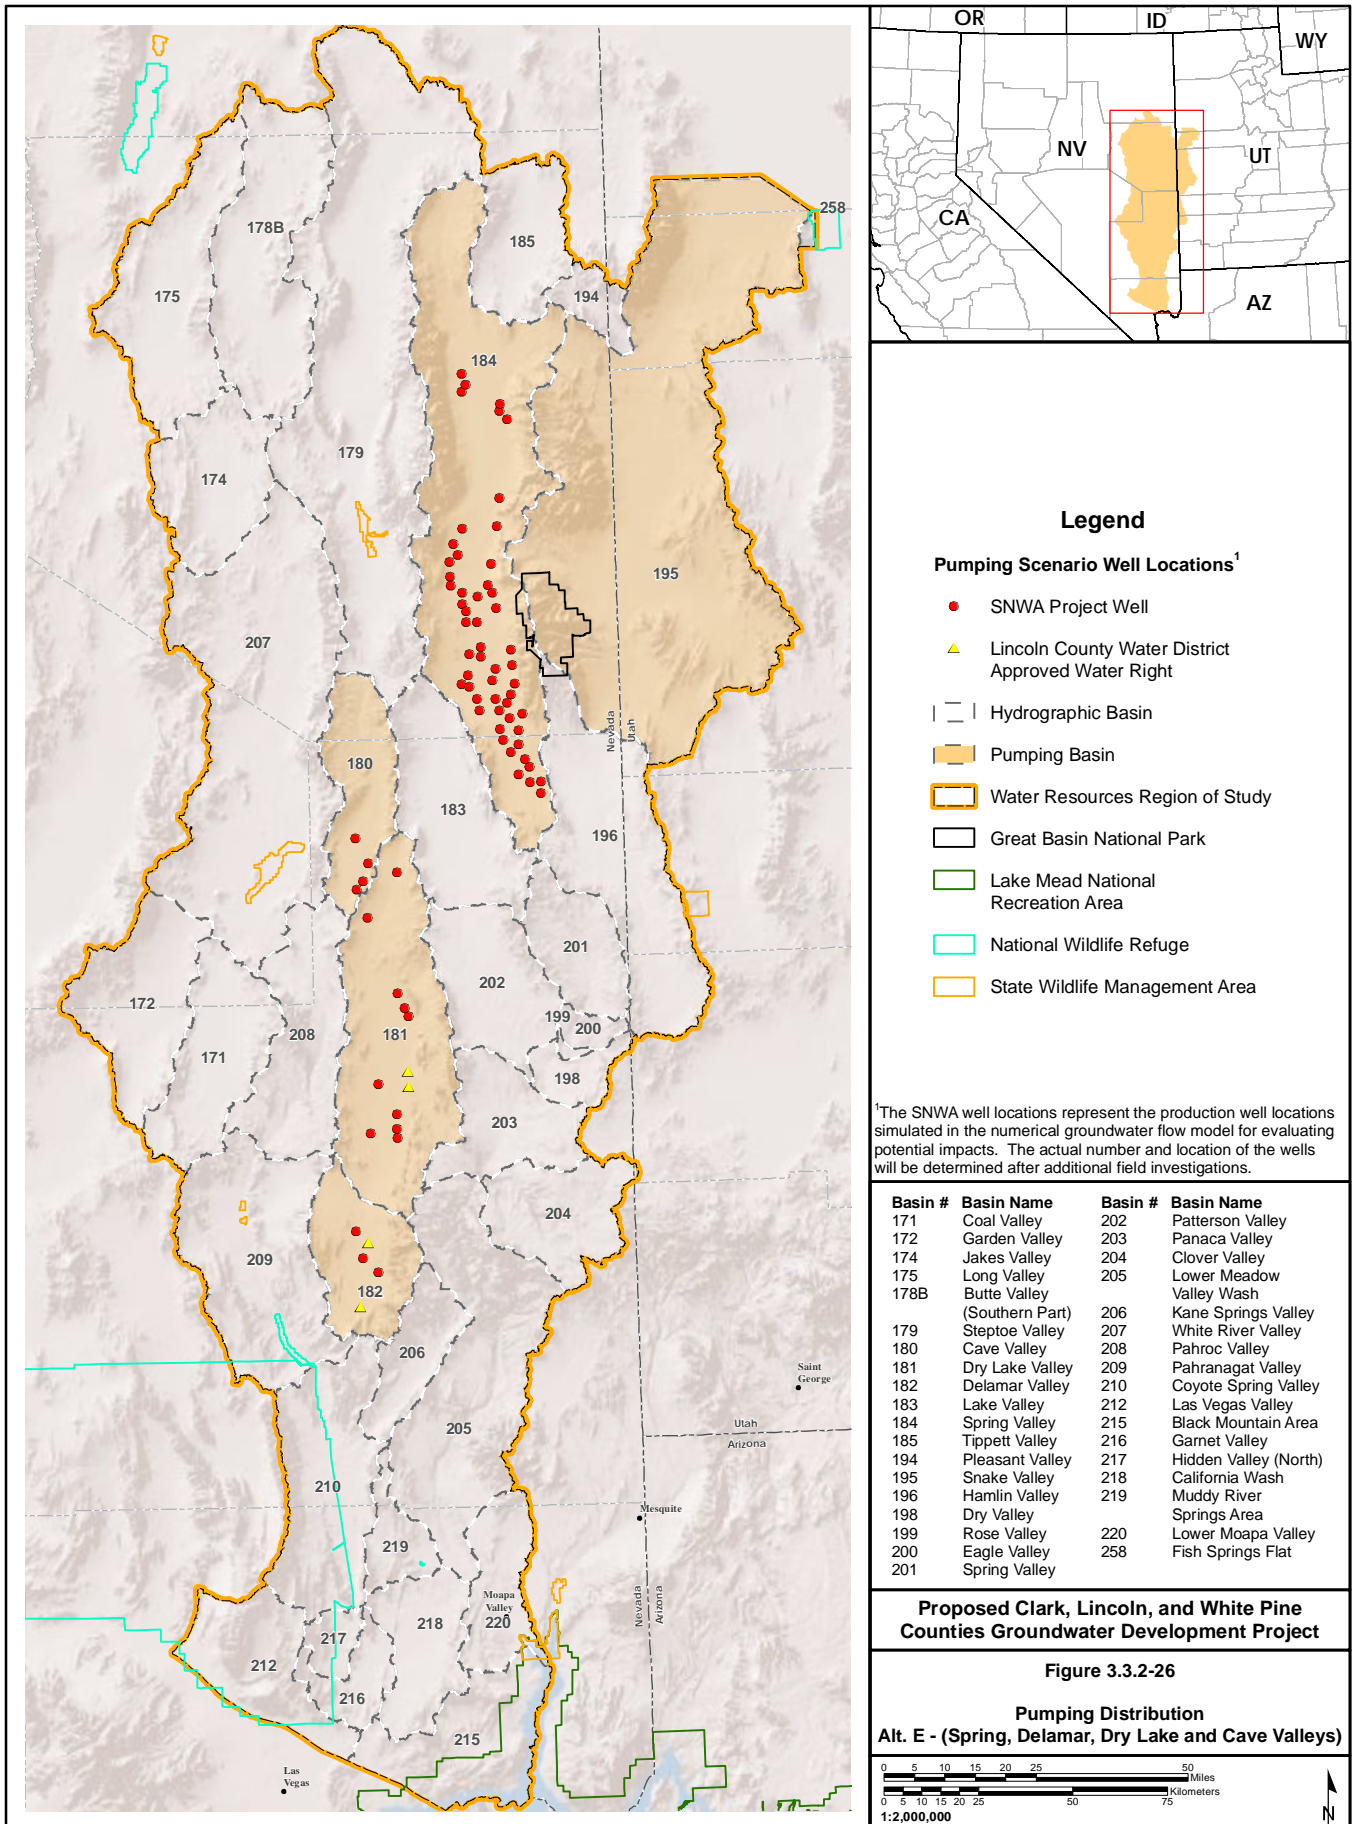 258
178B
185
175
194
184
179
174
195
207
Nevada
Utah
180
183
196
201
202
172
199
200
181
208
171
198
203
204
209
182
206
Saint
George
205
Utah
Arizona
210
Mesquite
219
Moapa
Valley
220
218
Nevada
Arizona
217
212
216
215
Las
Vegas
OR
ID
WY
NV
UT
CA
AZ
Legend
Pumping Scenario Well Locations1
SNWA Project Well
Lincoln County Water District
Approved Water Right
Hydrographic Basin
Pumping Basin
Water Resources Region of Study
Great Basin National Park
Lake Mead National
Recreation Area
National Wildlife Refuge
State Wildlife Management Area
1The SNWA well locations represent the production well locations
simulated in the numerical groundwater flow model for evaluating
potential impacts. The actual number and location of the wells
will be determined after additional field investigations.
Basin # Basin Name Basin # Basin Name
171 Coal Valley 202 Patterson Valley
172 Garden Valley 203 Panaca Valley
174 Jakes Valley 204 Clover Valley
175 Long Valley 205 Lower Meadow
178B Butte Valley Valley Wash
(Southern Part) 206 Kane Springs Valley
179 Steptoe Valley 207 White River Valley
180 Cave Valley 208 Pahroc Valley
181 Dry Lake Valley 209 Pahranagat Valley
182 Delamar Valley 210 Coyote Spring Valley
183 Lake Valley 212 Las Vegas Valley
184 Spring Valley 215 Black Mountain Area
185 Tippett Valley 216 Garnet Valley
194 Pleasant Valley 217 Hidden Valley (North)
195 Snake Valley 218 California Wash
196 Hamlin Valley 219 Muddy River
198 Dry Valley Springs Area
199 Rose Valley 220 Lower Moapa Valley
200 Eagle Valley 258 Fish Springs Flat
201 Spring Valley
Proposed Clark, Lincoln, and White Pine
Counties Groundwater Development Project
Figure 3.3.2-26
Pumping Distribution
Alt. E - (Spring, Delamar, Dry Lake and Cave Valleys)
0 5 10 15 20 25 50
Miles
Kilometers
0 5 10 15 20 25 50 75
1:2,000,000
N